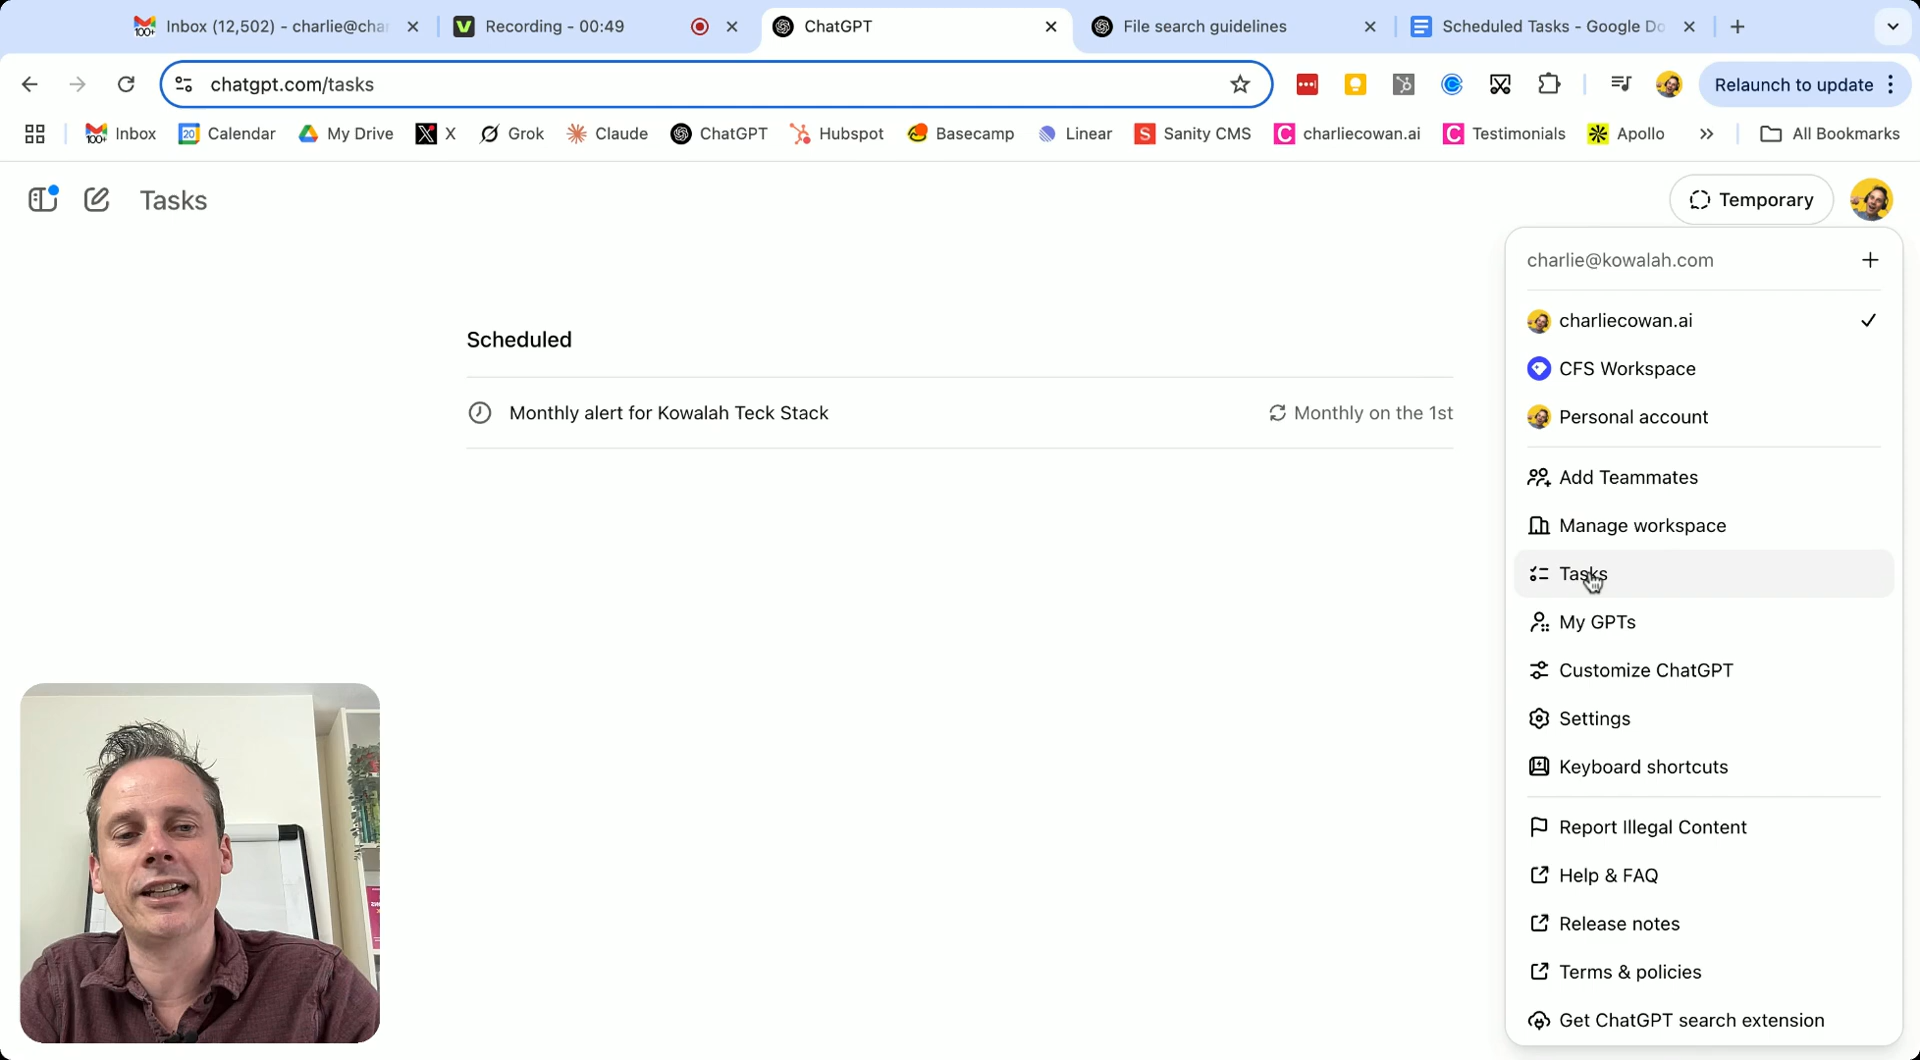 Inbox (12,502) - charlie@cha
Recording - 00:49
ChatGPT
File search guidelines
Scheduled Tasks - Google Do
chatgpt.com/tasks
Relaunch to update
Inbox
Calendar
My Drive
X
Grok
Claude
ChatGPT
Hubspot
Basecamp
Linear
Sanity CMS
charliecowan.ai
Testimonials
Apollo
All Bookmarks
Tasks
Temporary
charlie@kowalah.com
charliecowan.ai
CFS Workspace
Personal account
Add Teammates
Manage workspace
Tasks
My GPTs
Customize ChatGPT
Settings
Keyboard shortcuts
Report Illegal Content
Help & FAQ
Release notes
Terms & policies
Get ChatGPT search extension
Scheduled
Monthly alert for Kowalah Teck Stack
Monthly on the 1st